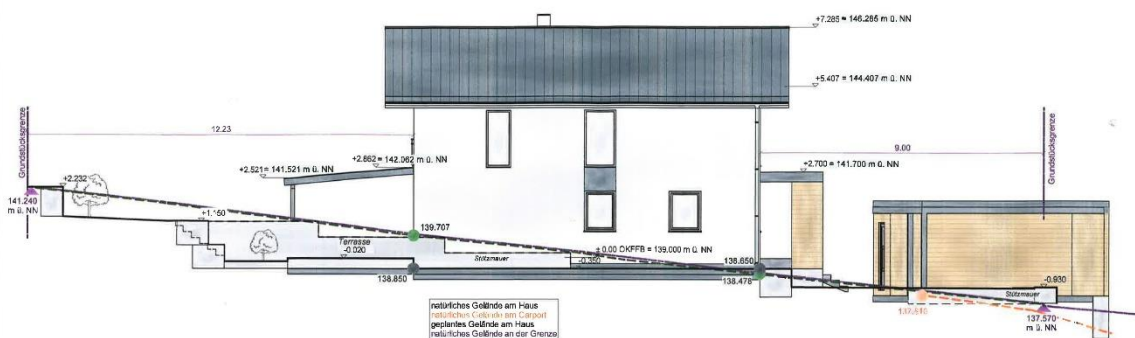 +7.285 = 146.285 m ü. NN
+5.407 = 144.407 m ü. NN
Grundstücksgrenze
12.23
9.00
Grundstücksgrenze
+2.862 = 142.062 m ü. NN
+2.521 = 141.521 m ü. NN
+2.700 = 141.700 m ü. NN
+2.232
141.240
m ü. NN
+1.160
139.707
Terrasse
-0.020
± 0.00 OKFFB = 139.000 m ü. NN
Stützmauer
-0.350
138.650
138.850
138.478
-0.930
Stützmauer
137.570
m ü. NN
natürliches Gelände am Haus
natürliches Gelände am Carport
geplantes Gelände am Haus
natürliches Gelände an der Grenze